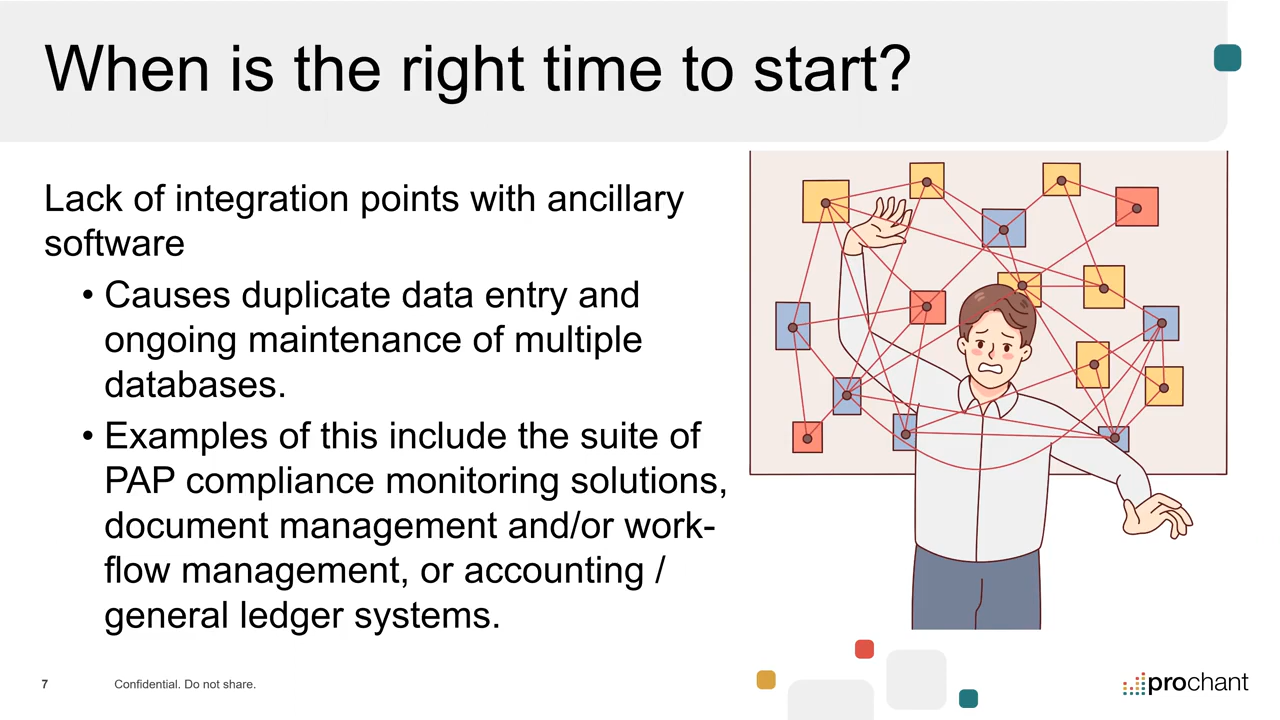 When is the right time to start?
Lack of integration points with ancillary
software
• Causes duplicate data entry and
ongoing maintenance of multiple
databases.
• Examples of this include the suite of
PAP compliance monitoring solutions,
document management and/or work-
flow management, or accounting /
general ledger systems.
7
Confidential. Do not share.
prochant